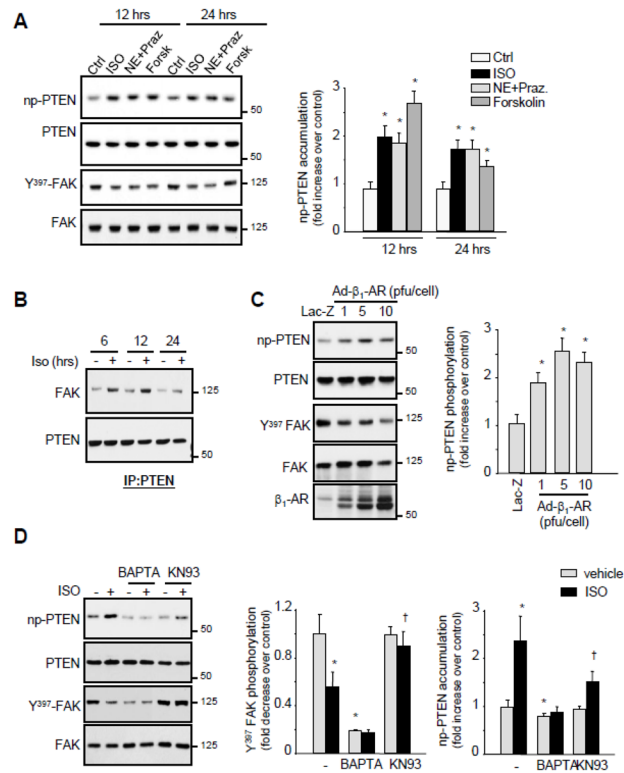 A
12 hrs 24 hrs
Ctrl ISO NE+Praz Forsk Ctrl ISO NE+Praz Forsk
np-PTEN
50
PTEN
50
Y397-FAK
125
FAK
125
Ctrl
ISO
NE+Praz.
Forskolin
np-PTEN accumulation
(fold increase over control)
3
2
1
0
* * * * * *
12 hrs 24 hrs
B
6 12 24
Iso (hrs) - + - + - +
FAK
125
PTEN
50
IP:PTEN
C
Ad-β1-AR (pfu/cell)
Lac-Z 1 5 10
np-PTEN
50
PTEN
50
Y397 FAK
125
FAK
125
β1-AR
50
np-PTEN phosphorylation
(fold increase over control)
3
2
1
0
* * *
Lac-Z 1 5 10
Ad-β1-AR
(pfu/cell)
D
BAPTA KN93
ISO - + - + - +
np-PTEN
50
PTEN
50
Y397-FAK
125
FAK
125
Y397 FAK phosphorylation
(fold decrease over control)
1.2
0.8
0.4
0
* * †
- BAPTA KN93
vehicle
ISO
np-PTEN accumulation
(fold increase over control)
3
2
1
0
* * †
- BAPTAKN93